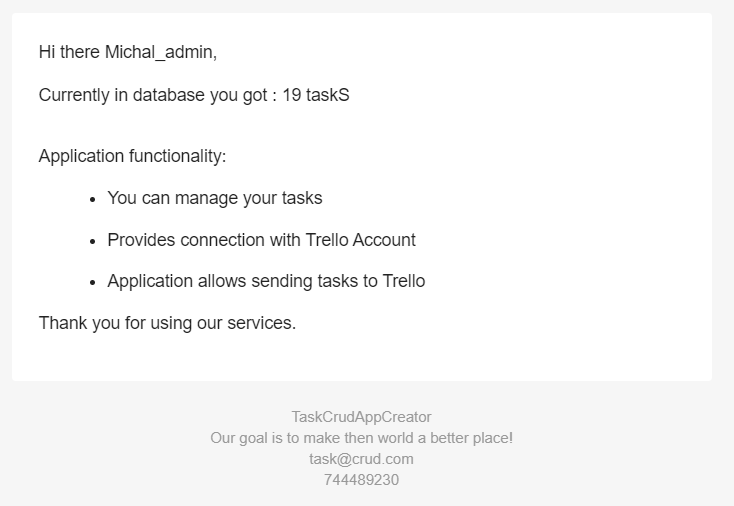 Hi there Michal_admin,
Currently in database you got : 19 taskS
Application functionality:
• You can manage your tasks
• Provides connection with Trello Account
• Application allows sending tasks to Trello
Thank you for using our services.
TaskCrudAppCreator
Our goal is to make then world a better place!
task@crud.com
744489230